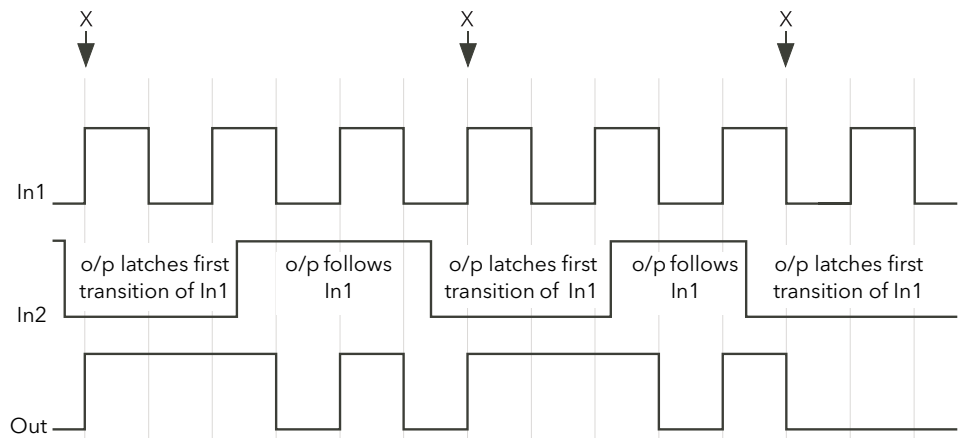 X X X
In1
o/p latches first
transition of In1
o/p follows
In1
o/p latches first
transition of In1
o/p follows
In1
o/p latches first
transition of In1
In2
Out